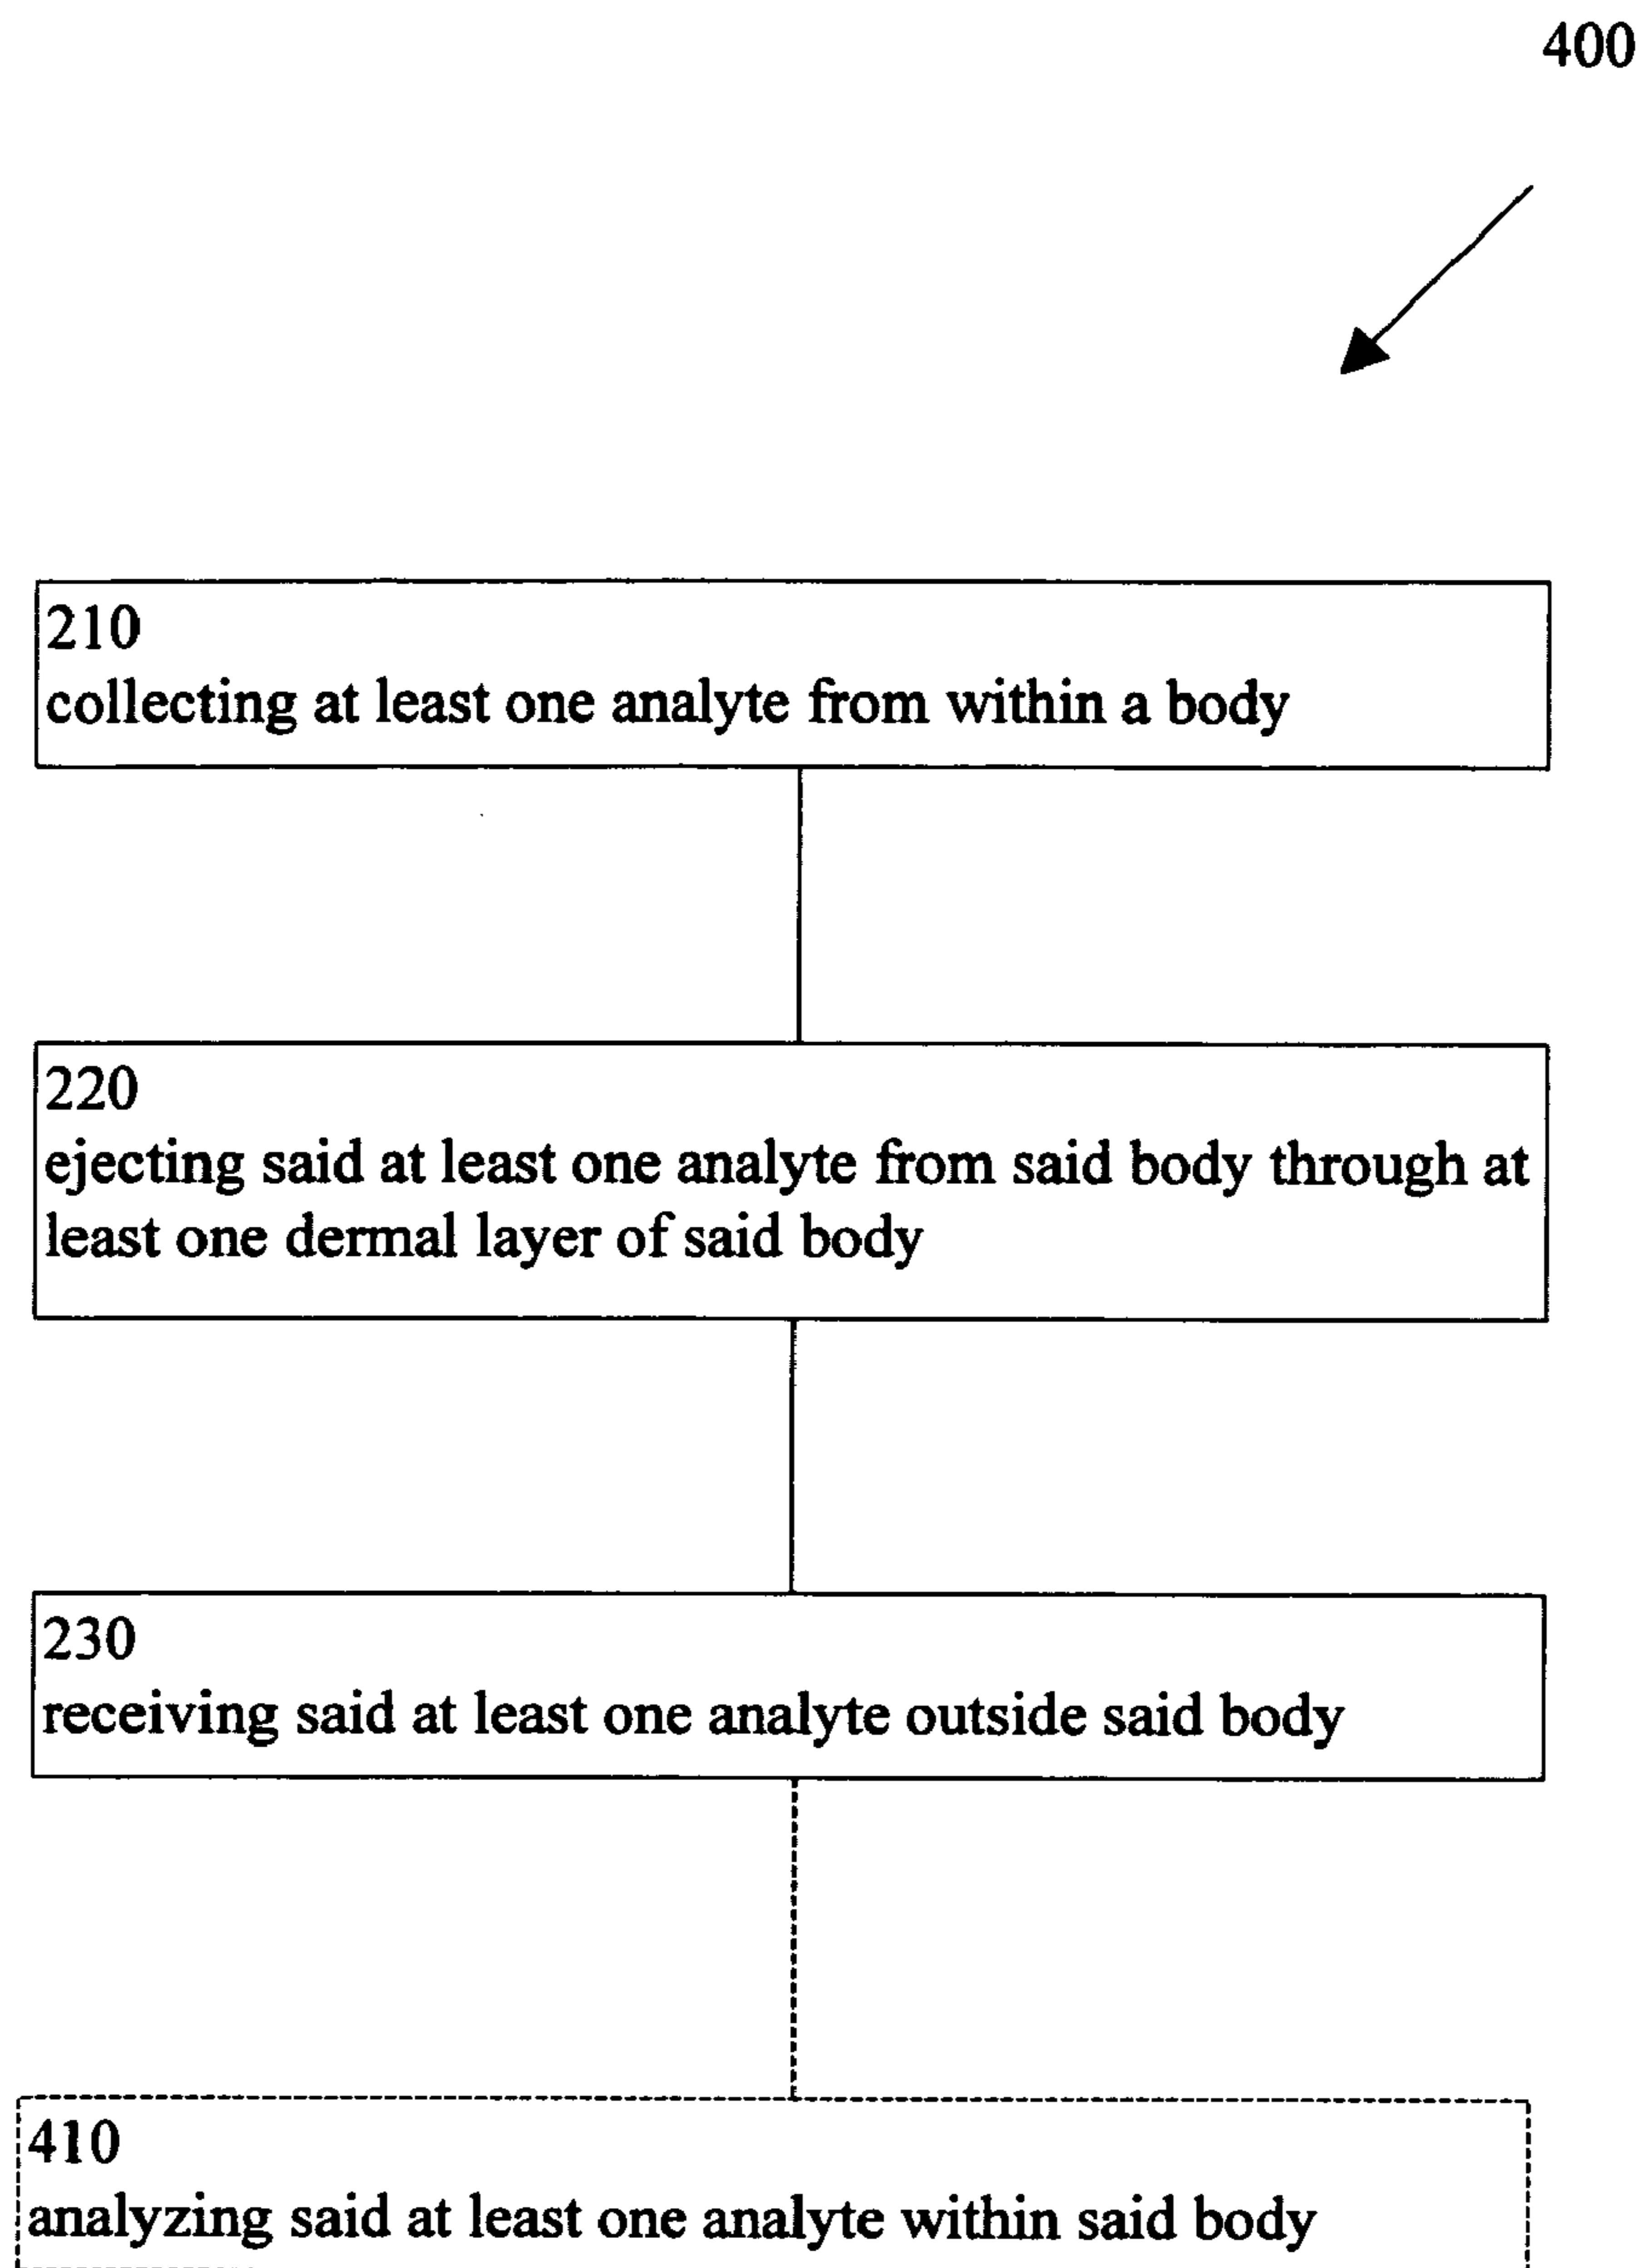 400
210
collecting at least one analyte from within a body
220
ejecting said at least one analyte from said body through at
least one dermal layer of said body
230
receiving said at least one analyte outside said body
410
analyzing said at least one analyte within said body